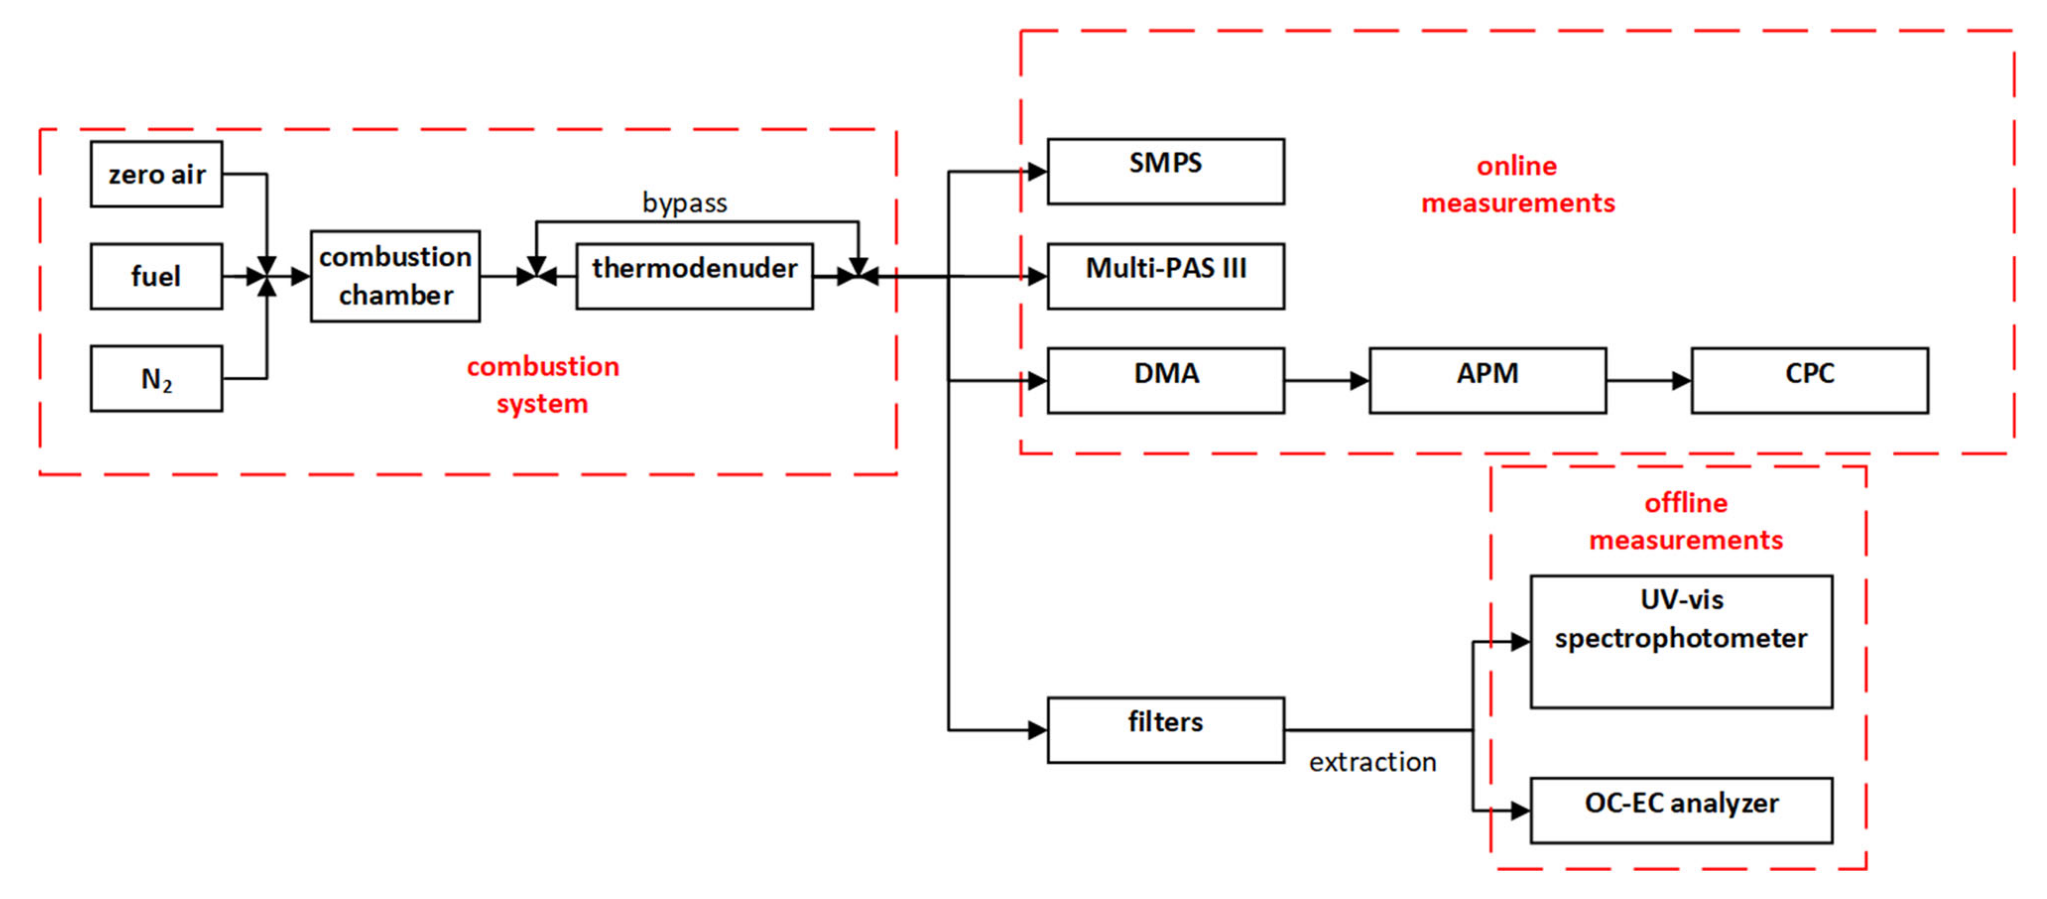 zero air
fuel
N₂
combustion
chamber
bypass
thermodenuder
combustion
system
SMPS
Multi-PAS III
DMA
APM
CPC
online
measurements
filters
extraction
offline
measurements
UV-vis
spectrophotometer
OC-EC analyzer